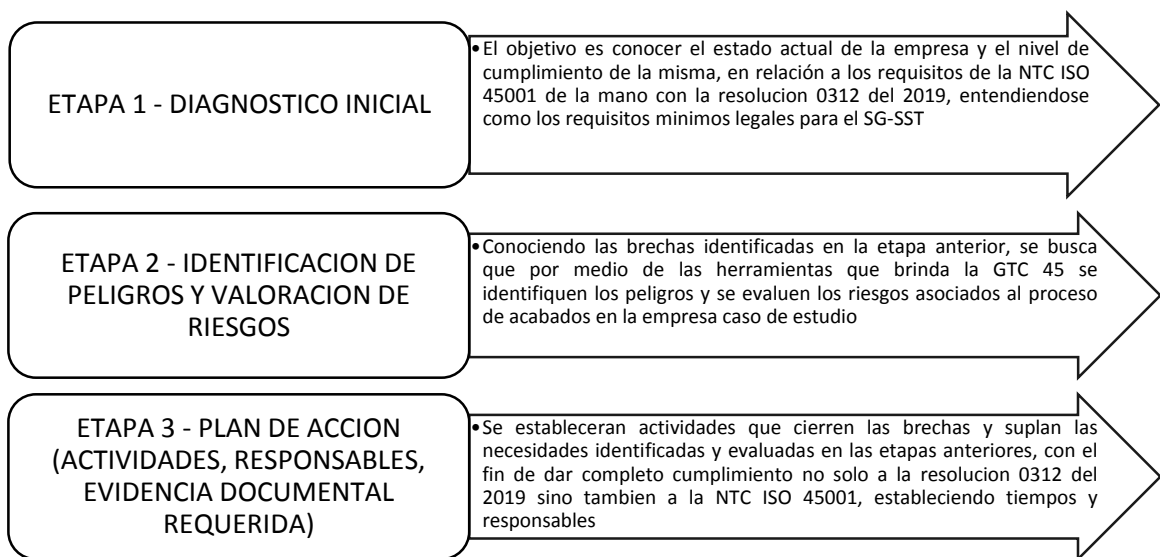 ETAPA 1 - DIAGNOSTICO INICIAL
•El objetivo es conocer el estado actual de la empresa y el nivel de
cumplimiento de la misma, en relación a los requisitos de la NTC ISO
45001 de la mano con la resolucion 0312 del 2019, entendiendose
como los requisitos minimos legales para el SG-SST
ETAPA 2 - IDENTIFICACION DE
PELIGROS Y VALORACION DE
RIESGOS
•Conociendo las brechas identificadas en la etapa anterior, se busca
que por medio de las herramientas que brinda la GTC 45 se
identifiquen los peligros y se evaluen los riesgos asociados al proceso
de acabados en la empresa caso de estudio
ETAPA 3 - PLAN DE ACCION
(ACTIVIDADES, RESPONSABLES,
EVIDENCIA DOCUMENTAL
REQUERIDA)
•Se estableceran actividades que cierren las brechas y suplan las
necesidades identificadas y evaluadas en las etapas anteriores, con el
fin de dar completo cumplimiento no solo a la resolucion 0312 del
2019 sino tambien a la NTC ISO 45001, estableciendo tiempos y
responsables